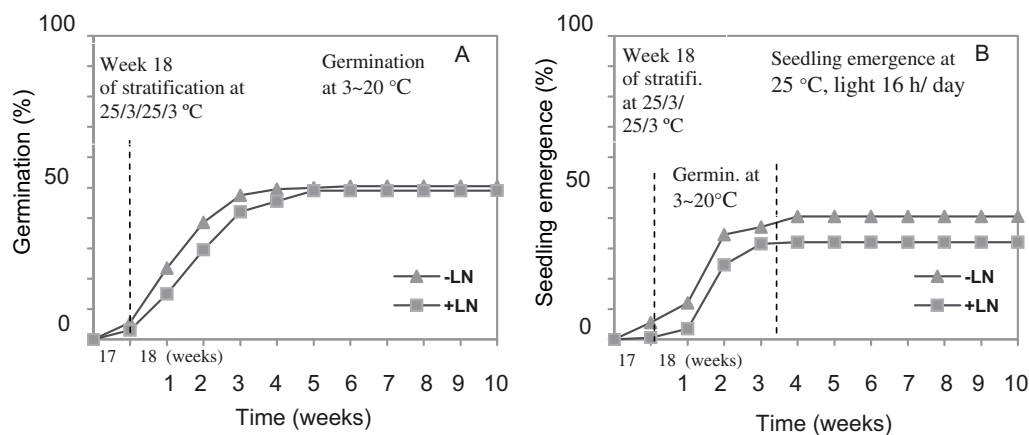 100
A
Week 18
of stratification at
25/3/25/3 ºC
Germination
at 3~20 °C
50
0
Germination (%)
-LN
+LN
17 18 (weeks)
1 2 3 4 5 6 7 8 9 10
Time (weeks)
100
B
Week 18
of stratifi.
at 25/3/
25/3 ºC
Seedling emergence at
25 °C, light 16 h/ day
50
Germin. at
3~20°C
0
Seedling emergence (%)
-LN
+LN
17 18 (weeks)
1 2 3 4 5 6 7 8 9 10
Time (weeks)